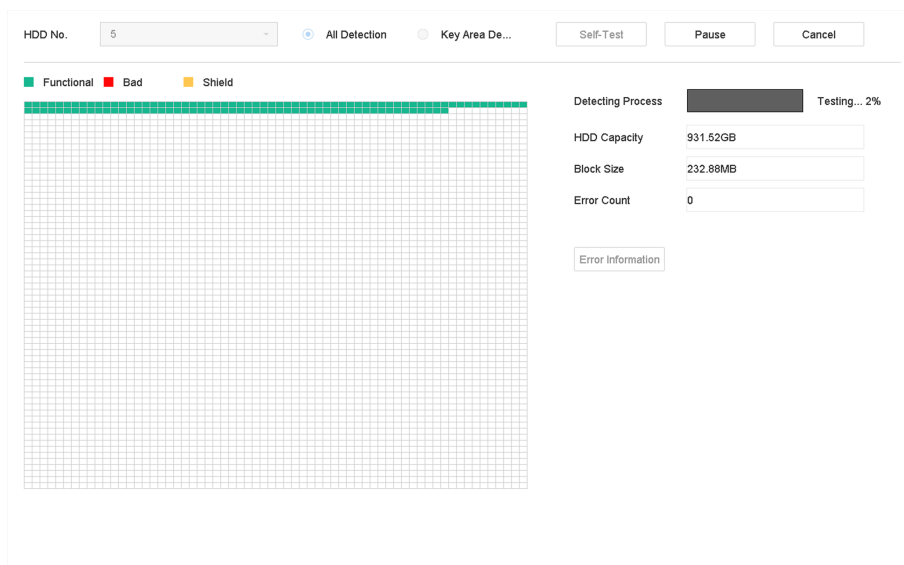 HDD No. 5 All Detection Key Area De... Self-Test Pause Cancel
Functional Bad Shield
Detecting Process Testing... 2%
HDD Capacity 931.52GB
Block Size 232.88MB
Error Count 0
Error Information